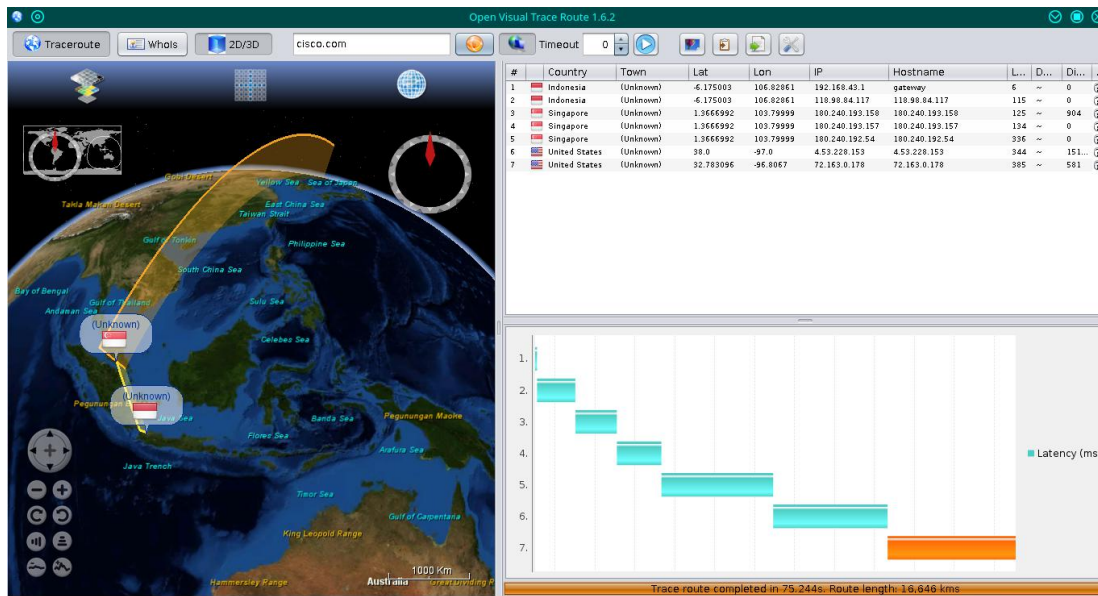 Open Visual Trace Route 1.6.2
Traceroute WhoIs 2D/3D cisco.com Timeout 0
# Country Town Lat Lon IP Hostname L... D... Di...
1 Indonesia (Unknown) -6.175003 106.82861 192.168.43.1 gateway 6 ~ 0
2 Indonesia (Unknown) -6.175003 106.82861 118.98.84.117 118.98.84.117 115 ~ 0
3 Singapore (Unknown) 1.3666992 103.79999 180.240.193.158 180.240.193.158 125 ~ 904
4 Singapore (Unknown) 1.3666992 103.79999 180.240.193.157 180.240.193.157 134 ~ 0
5 Singapore (Unknown) 1.3666992 103.79999 180.240.192.54 180.240.192.54 336 ~ 0
6 United States (Unknown) 38.0 -97.0 4.53.228.153 4.53.228.153 344 ~ 151...
7 United States (Unknown) 32.783096 -96.8067 72.163.0.178 72.163.0.178 385 ~ 581
Gobi Desert
Yellow Sea
Sea of Japan
Takla Makan Desert
East China Sea
Taiwan Strait
Gulf of Tonkin
Philippine Sea
South China Sea
Bay of Bengal
Gulf of Thailand
Andaman Sea
Sulu Sea
(Unknown)
Celebes Sea
(Unknown)
Java Sea
Banda Sea
Pegunungan Maoke
Flores Sea
Arafura Sea
Java Trench
Timor Sea
Gulf of Carpentaria
King Leopold Range
1000 Km
Hammersley Range
Australia
Great Dividing R
1.
2.
3.
4.
5.
6.
7.
Latency (ms
Trace route completed in 75.244s. Route length: 16,646 kms